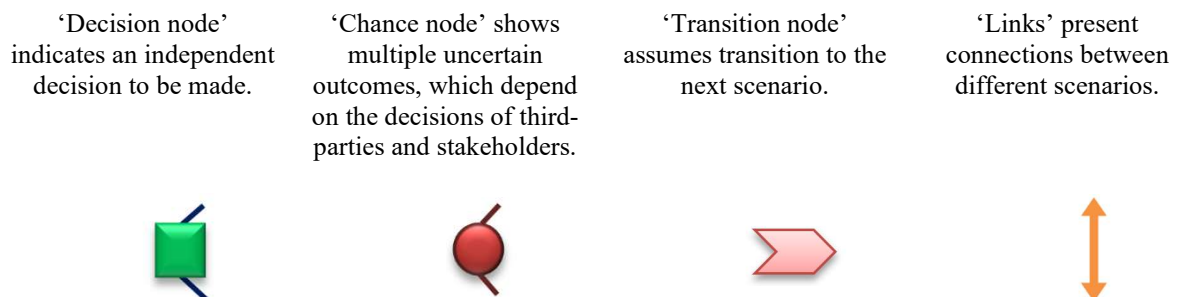 ‘Decision node’
indicates an independent
decision to be made.
‘Chance node’ shows
multiple uncertain
outcomes, which depend
on the decisions of third-
parties and stakeholders.
‘Transition node’
assumes transition to the
next scenario.
‘Links’ present
connections between
different scenarios.